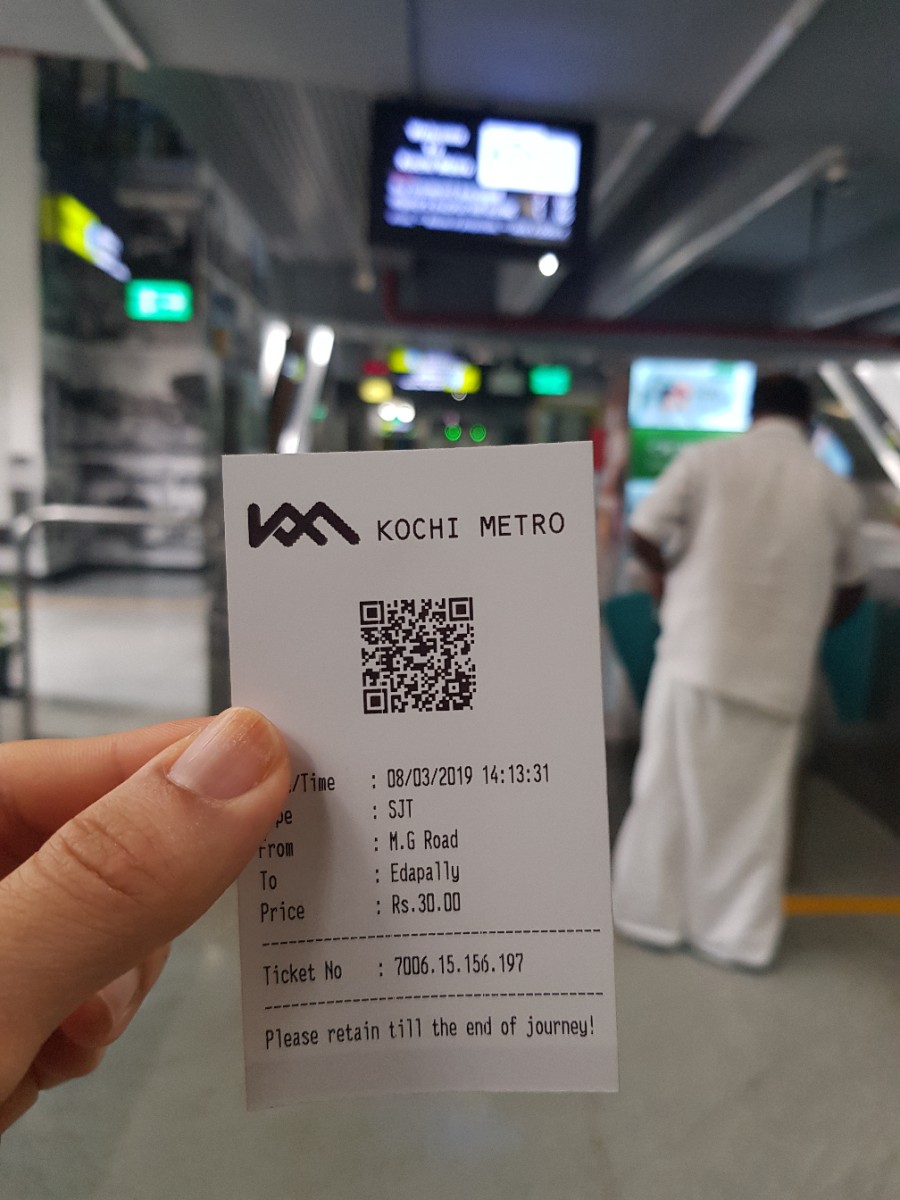 KOCHI METRO
/Time : 08/03/2019 14:13:31
pe : SJT
From : M.G Road
To : Edapally
Price : Rs.30.00
Ticket No : 7006.15.156.197
Please retain till the end of journey!